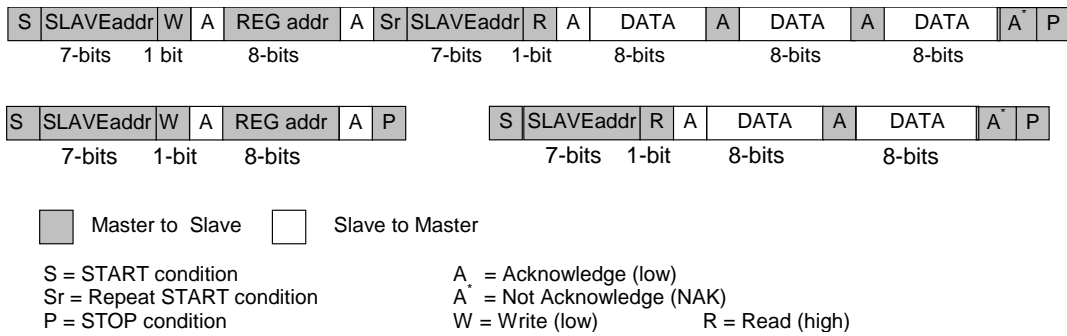 S SLAVEaddr W A REG addr A Sr SLAVEaddr R A DATA A DATA A DATA A* P
7-bits 1 bit 8-bits 7-bits 1-bit 8-bits 8-bits 8-bits
S SLAVEaddr W A REG addr A P
7-bits 1-bit 8-bits
S SLAVEaddr R A DATA A DATA A* P
7-bits 1-bit 8-bits 8-bits
Master to Slave Slave to Master
S = START condition
Sr = Repeat START condition
P = STOP condition
A = Acknowledge (low)
A* = Not Acknowledge (NAK)
W = Write (low) R = Read (high)